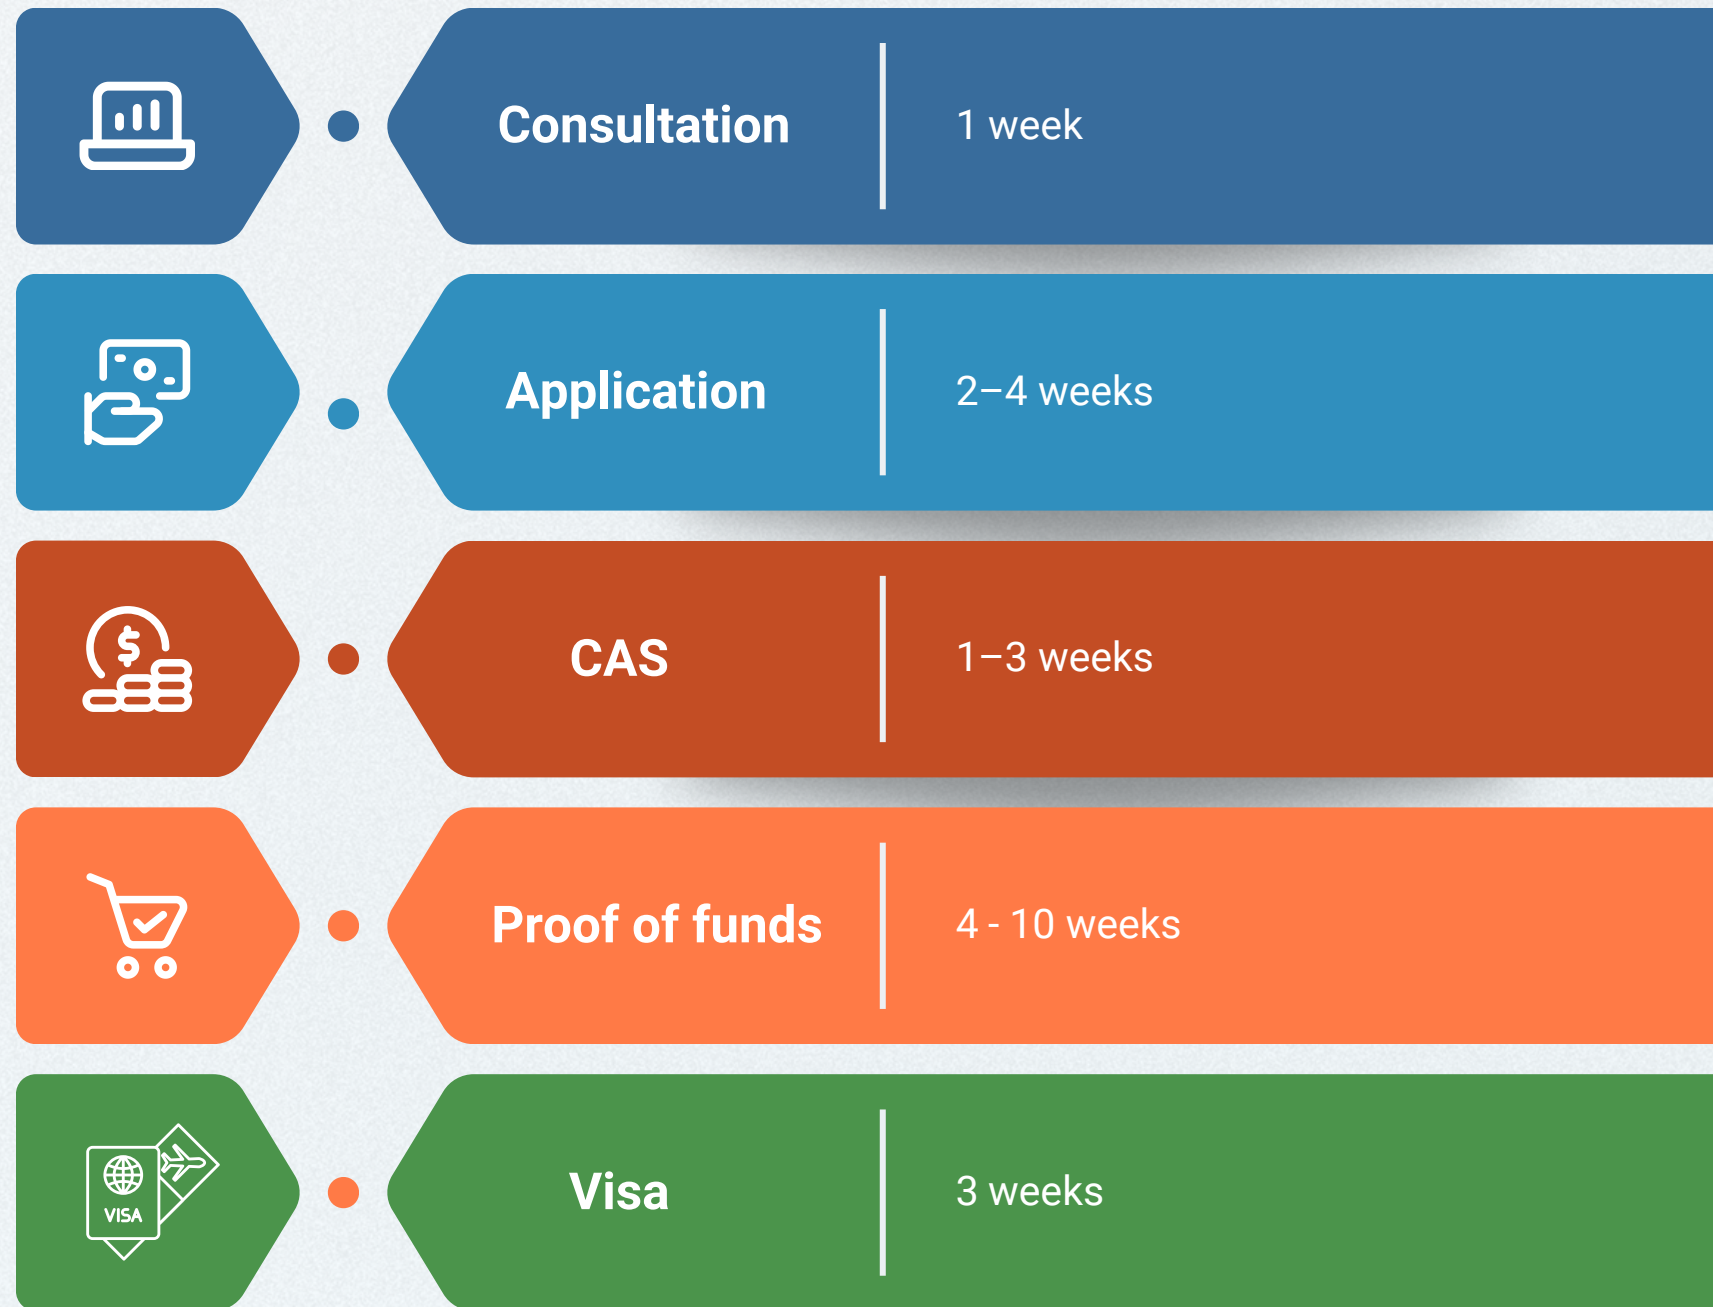 Consultation
1 week
Application
2–4 weeks
$
CAS
1–3 weeks
Proof of funds
4 - 10 weeks
VISA
Visa
3 weeks